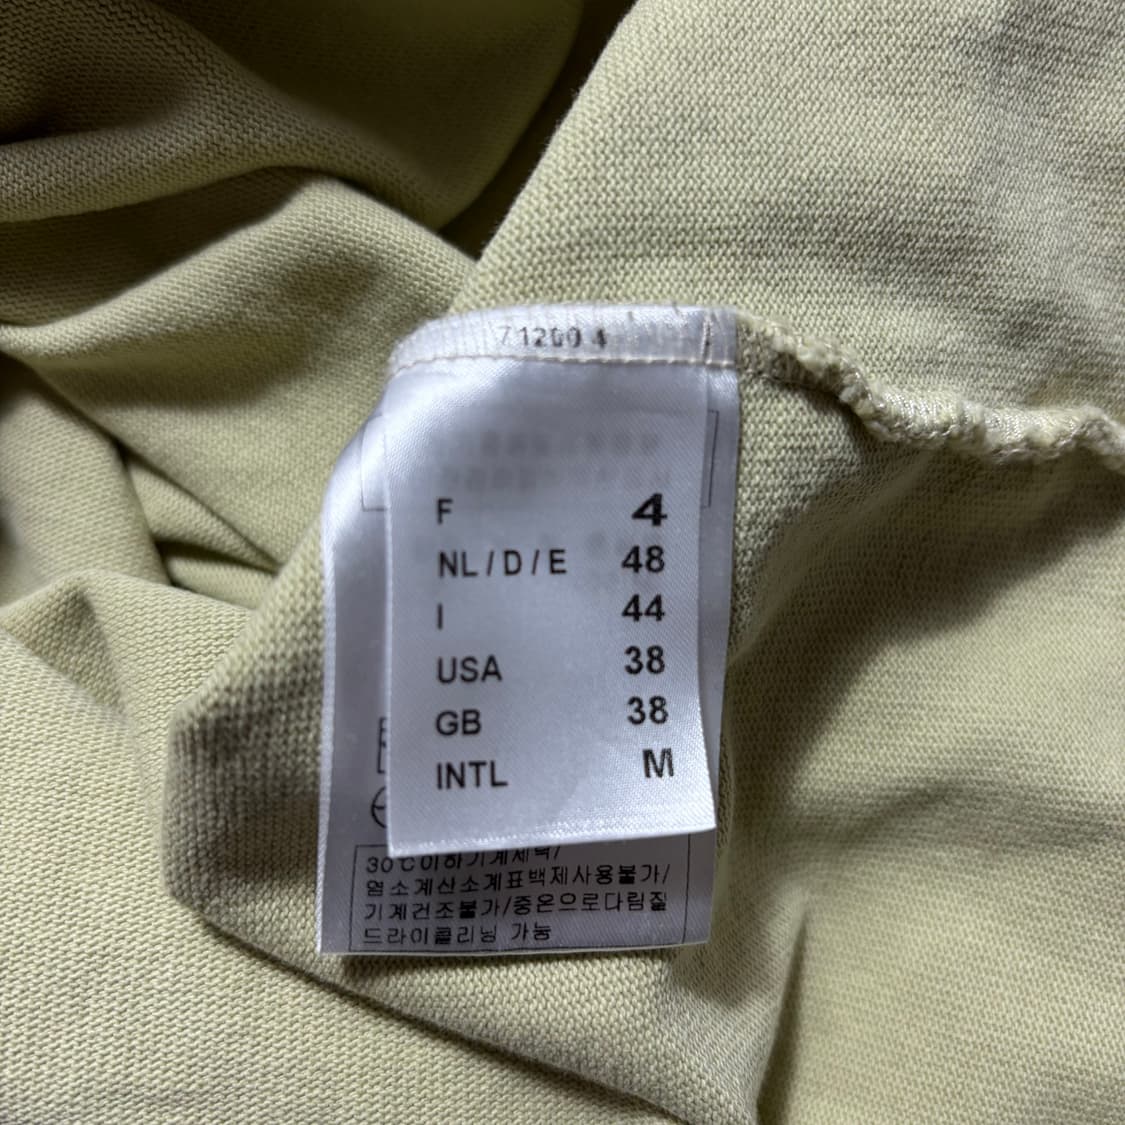 71200 4
F 4
NL / D / E 48
I 44
USA 38
GB 38
INTL M
30℃이하기계세탁/
염소계산소계표백제사용불가/
기계건조불가/중온으로다림질
드라이클리닝 가능